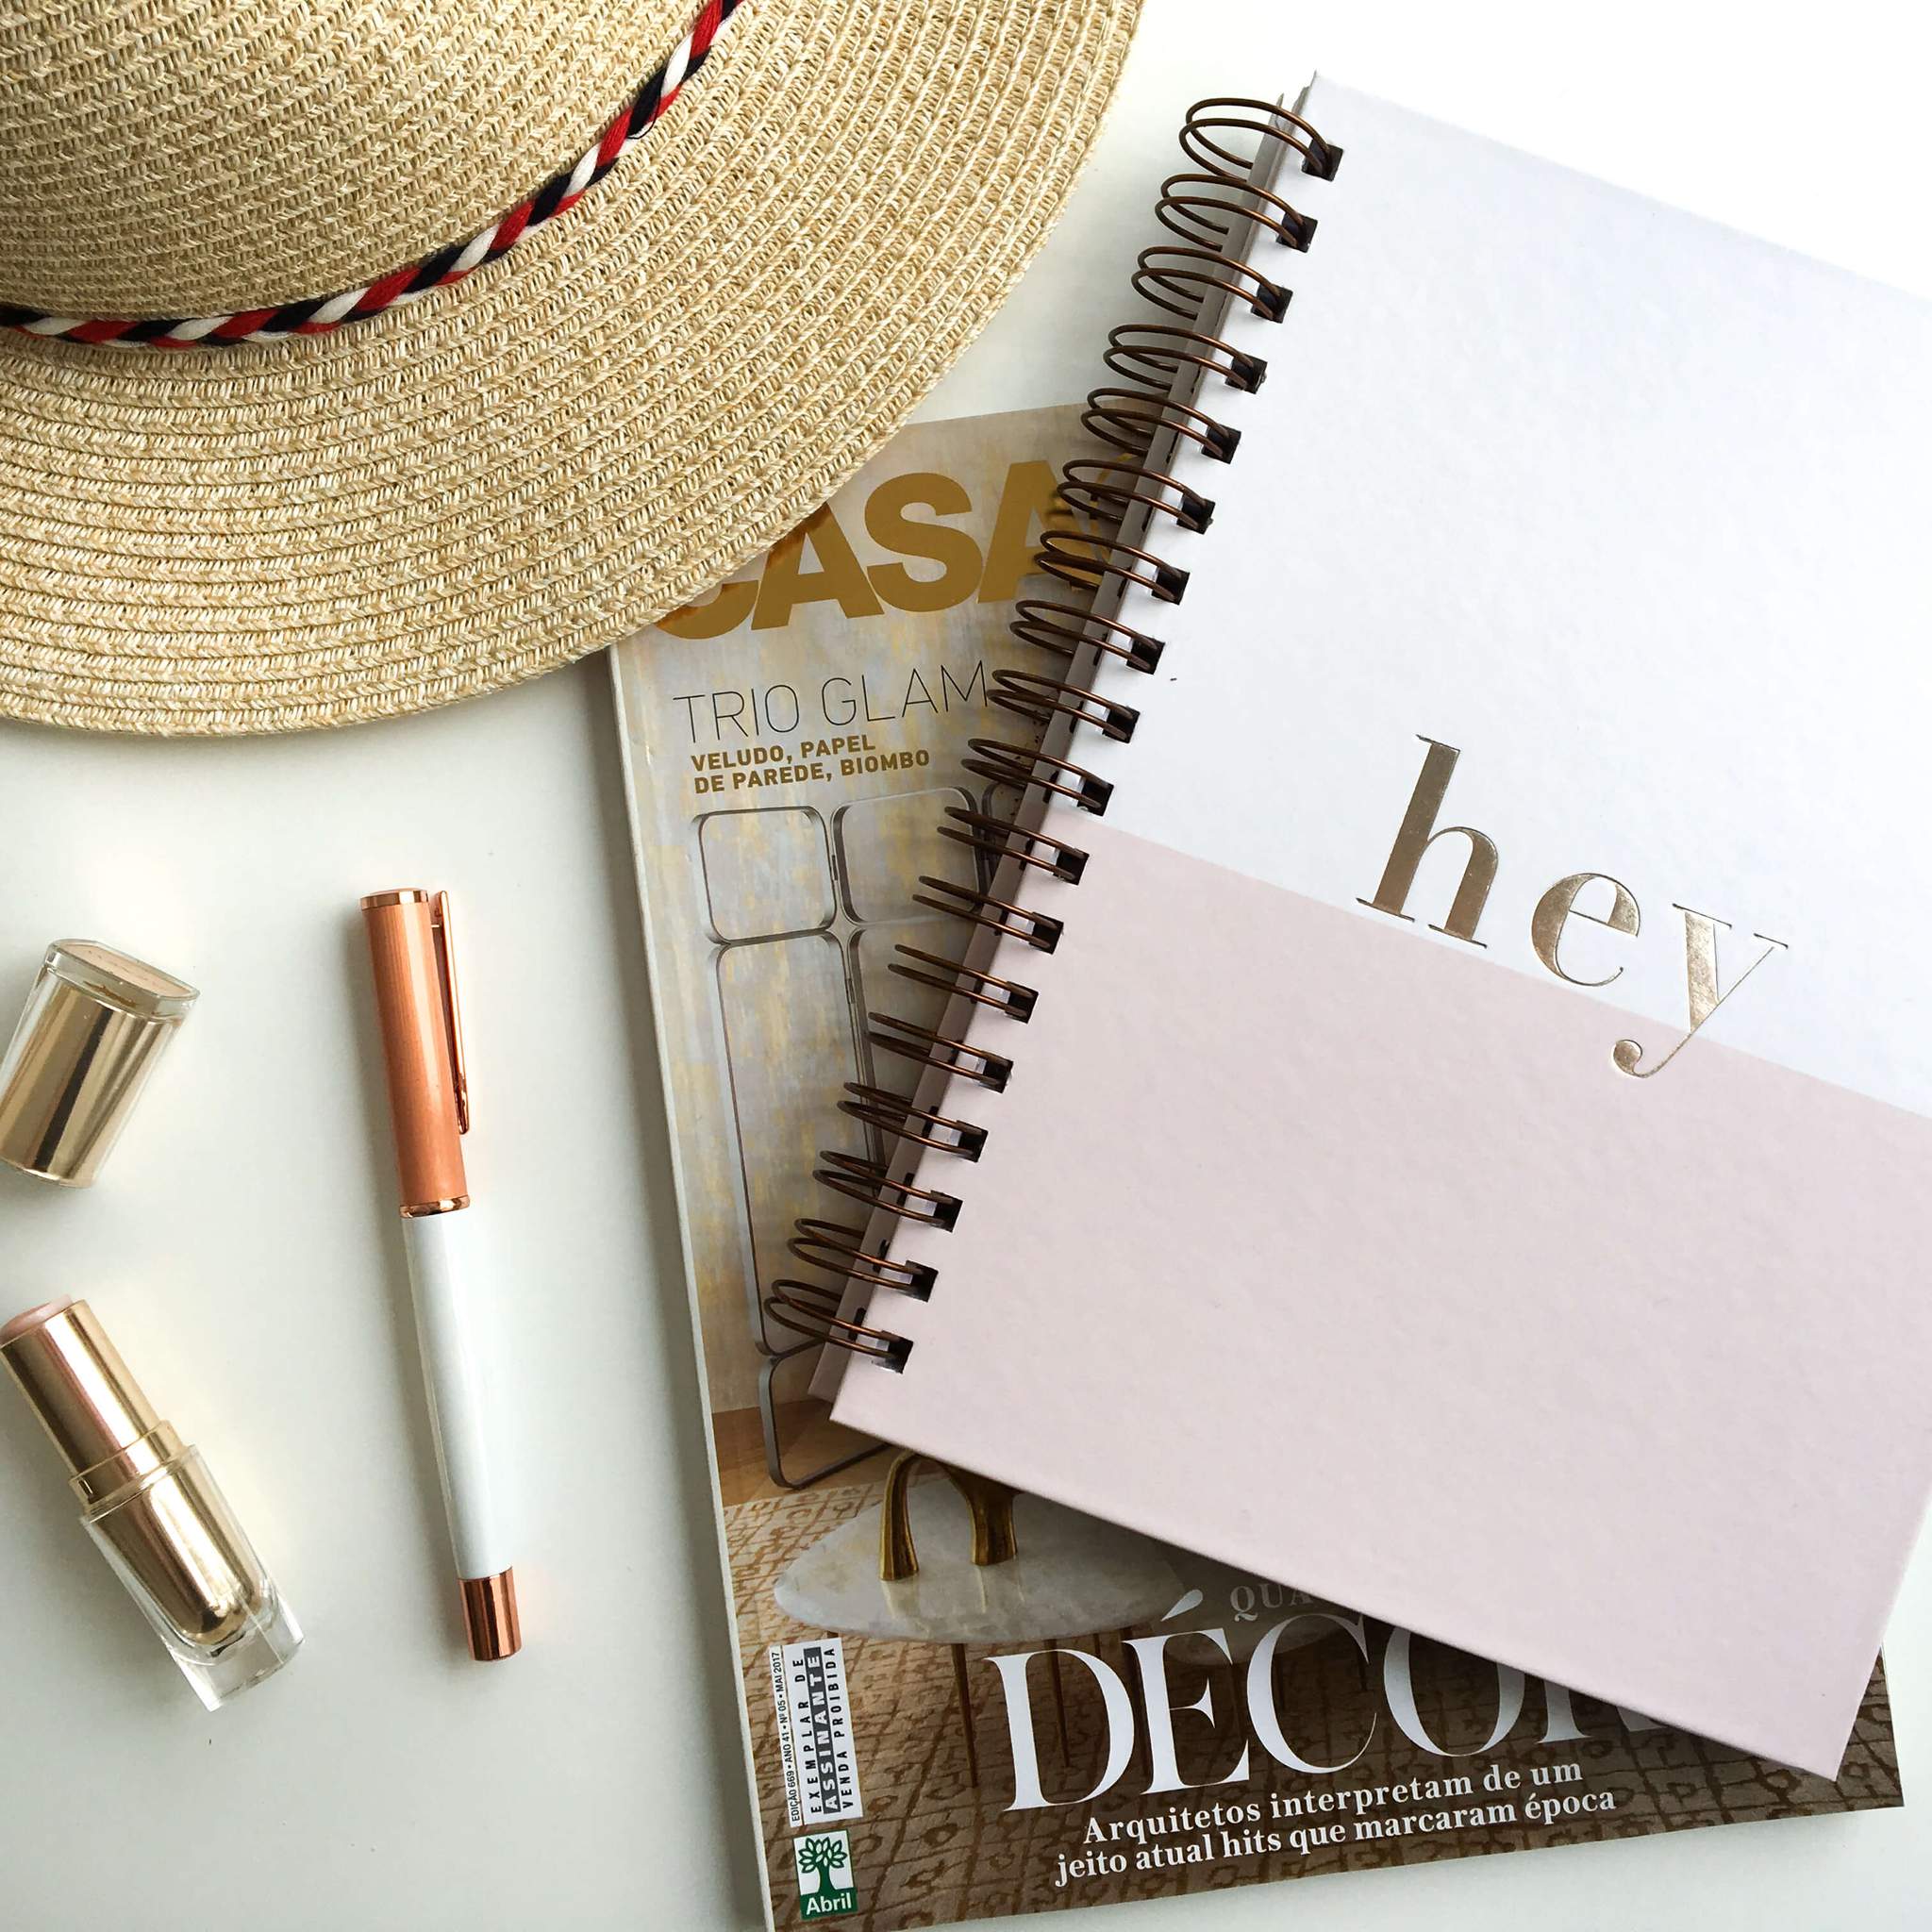 CASA
TRIO GLAM
VELUDO, PAPEL
DE PAREDE, BIOMBO
hey
DÉCOR
Arquitetos interpretam de um
jeito atual hits que marcaram época
EDIÇÃO 669 • ANO 41 • Nº 05 • MAI 2017
EXEMPLAR DE
ASSINANTE
VENDA PROIBIDA
Abril